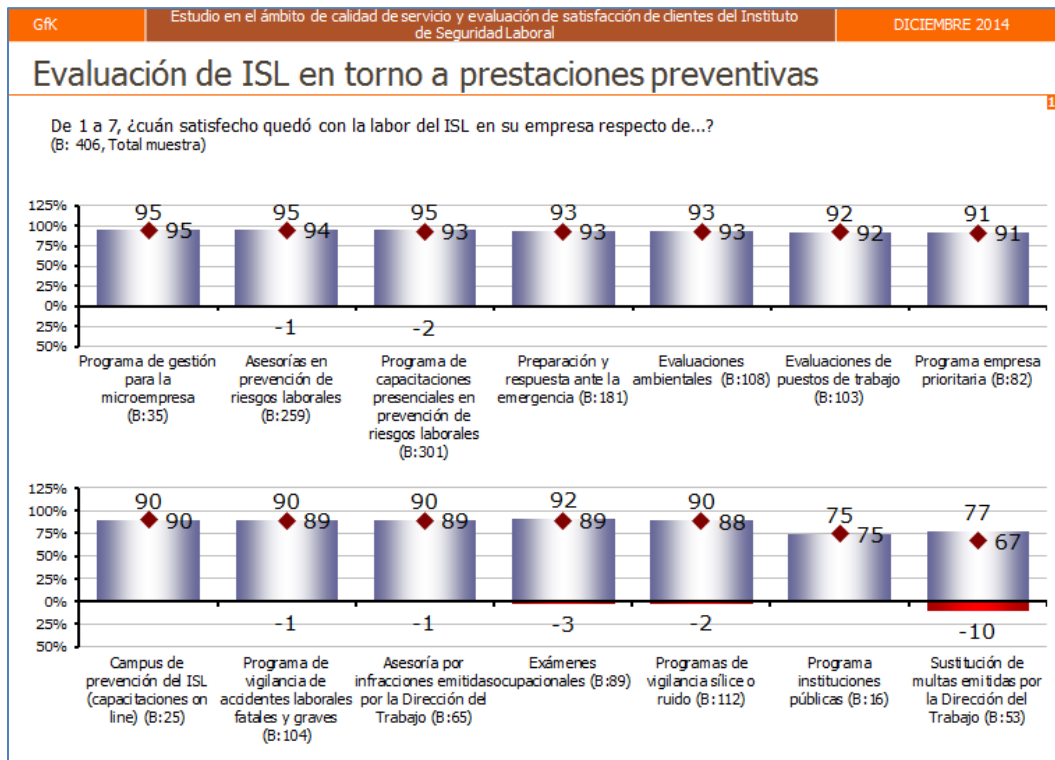 GfK
Estudio en el ámbito de calidad de servicio y evaluación de satisfacción de clientes del Instituto
de Seguridad Laboral
DICIEMBRE 2014
Evaluación de ISL en torno a prestaciones preventivas
1
De 1 a 7, ¿cuán satisfecho quedó con la labor del ISL en su empresa respecto de...?
(B: 406, Total muestra)
125%
100%
75%
50%
25%
0%
25%
50%
95 95 95 93 93 92 91
95 94 93 93 93 92 91
-1 -2
Programa de gestión
para la
microempresa
(B:35)
Asesorías en
prevención de
riesgos laborales
(B:259)
Programa de
capacitaciones
presenciales en
prevención de
riesgos laborales
(B:301)
Preparación y
respuesta ante la
emergencia (B:181)
Evaluaciones
ambientales (B:108)
Evaluaciones de
puestos de trabajo
(B:103)
Programa empresa
prioritaria (B:82)
125%
100%
75%
50%
25%
0%
25%
50%
90 90 90 92 90 75 77
90 89 89 89 88 75 67
-1 -1 -3 -2 -10
Campus de
prevención del ISL
(capacitaciones on
line) (B:25)
Programa de
vigilancia de
accidentes laborales
fatales y graves
(B:104)
Asesoría por
infracciones emitidas
por la Dirección del
Trabajo (B:65)
Exámenes
ocupacionales (B:89)
Programas de
vigilancia sílice o
ruido (B:112)
Programa
instituciones
públicas (B:16)
Sustitución de
multas emitidas por
la Dirección del
Trabajo (B:53)